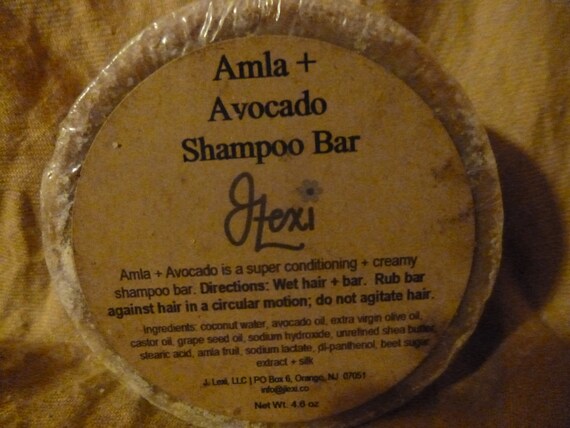 Amla +
Avocado
Shampoo Bar
JLexi
Amla + Avocado is a super conditioning + creamy
shampoo bar. Directions: Wet hair + bar. Rub bar
against hair in a circular motion; do not agitate hair.
Ingredients: coconut water, avocado oil, extra virgin olive oil,
castor oil, grape seed oil, sodium hydroxide, unrefined shea butter,
stearic acid, amla fruit, sodium lactate, dl-panthenol, beet sugar
extract + silk
J. Lexi, LLC | PO Box 6, Orange, NJ 07051
info@jlexi.co
Net Wt. 4.6 oz